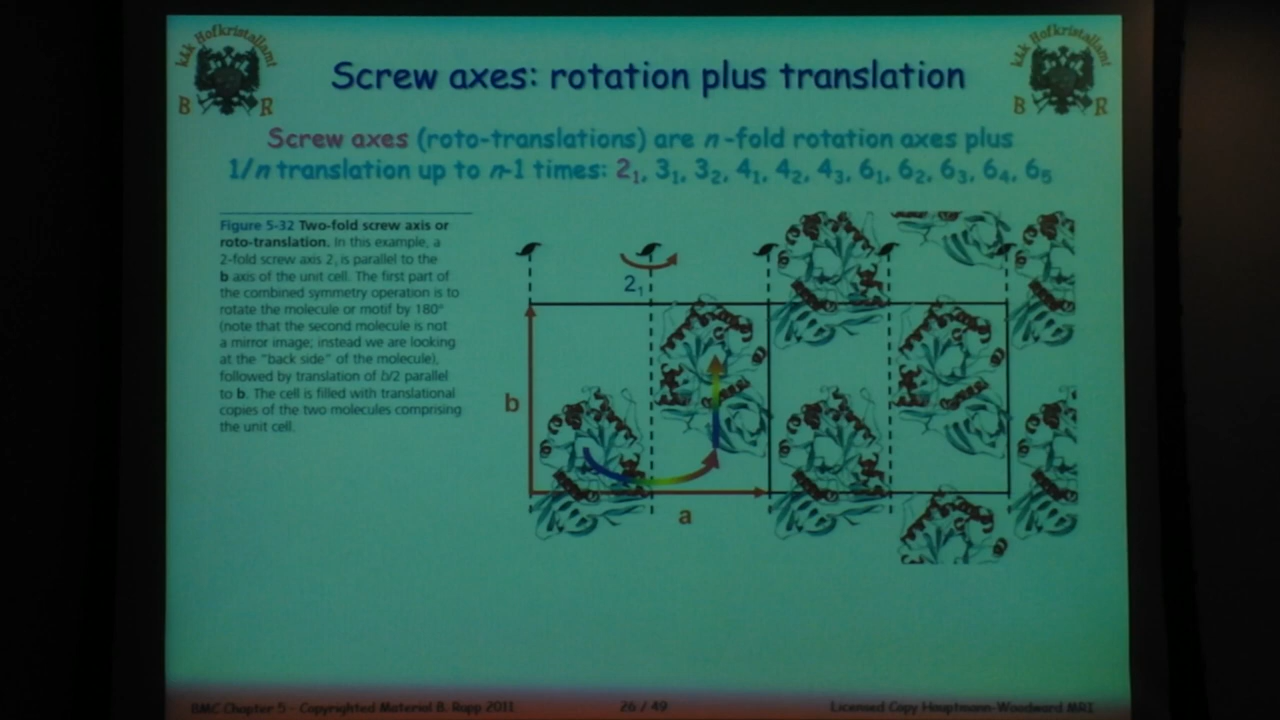 k&k Hofkristallamt
B R
k&k Hofkristallamt
B R
Screw axes: rotation plus translation
Screw axes (roto-translations) are n-fold rotation axes plus
1/n translation up to n-1 times: 2₁, 3₁, 3₂, 4₁, 4₂, 4₃, 6₁, 6₂, 6₃, 6₄, 6₅
Figure 5-32 Two-fold screw axis or
roto-translation. In this example, a
2-fold screw axis 2₁ is parallel to the
b axis of the unit cell. The first part of
the combined symmetry operation is to
rotate the molecule or motif by 180°
(note that the second molecule is not
a mirror image; instead we are looking
at the "back side" of the molecule),
followed by translation of b/2 parallel
to b. The cell is filled with translational
copies of the two molecules comprising
the unit cell.
2₁
b
a
BMC Chapter 5 - Copyrighted Material B. Rupp 2011
26 / 49
Licensed Copy Hauptmann-Woodward MRI